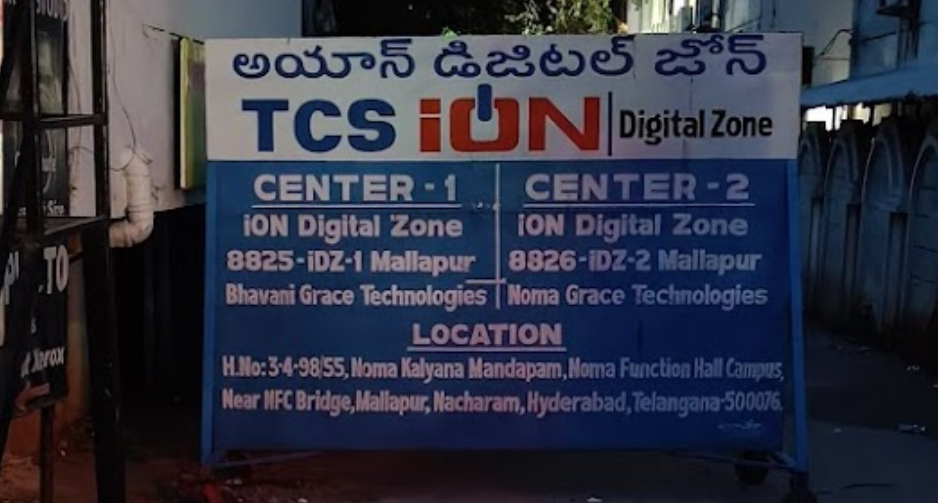 అయాన్ డిజిటల్ జోన్
TCS iON | Digital Zone
CENTER - 1
iON Digital Zone
8825-iDZ-1 Mallapur
Bhavani Grace Technologies
CENTER - 2
iON Digital Zone
8826-iDZ-2 Mallapur
Noma Grace Technologies
LOCATION
H.No: 3-4-98/55, Noma Kalyana Mandapam, Noma Function Hall Campus,
Near NFC Bridge, Mallapur, Nacharam, Hyderabad, Telangana-500076.
TO
Xerox